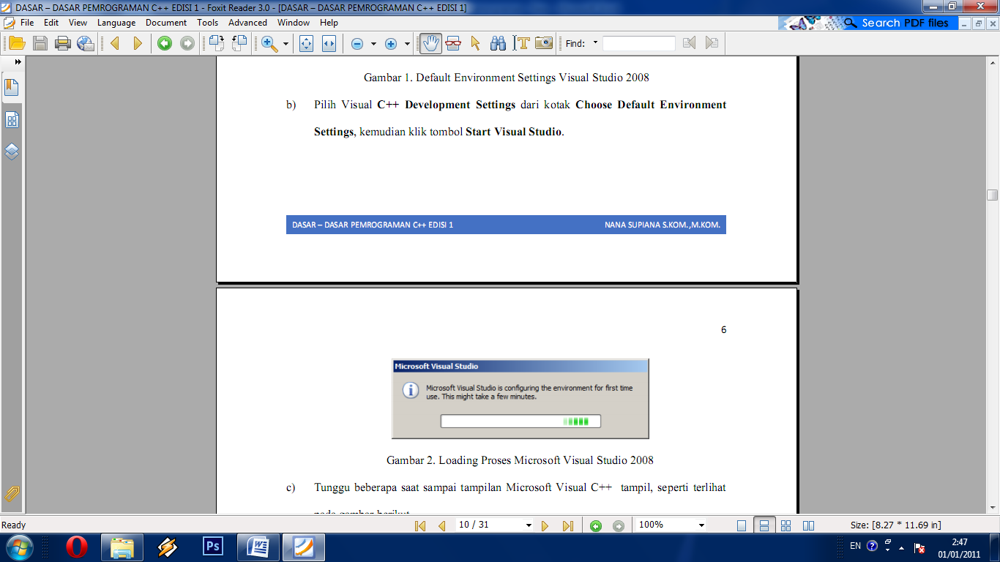 DASAR – DASAR PEMROGRAMAN C++ EDISI 1 - Foxit Reader 3.0 - [DASAR – DASAR PEMROGRAMAN C++ EDISI 1]
File Edit View Language Document Tools Advanced Window Help
Search PDF files
Find:
Gambar 1. Default Environment Settings Visual Studio 2008
b) Pilih Visual C++ Development Settings dari kotak Choose Default Environment
Settings, kemudian klik tombol Start Visual Studio.
DASAR – DASAR PEMROGRAMAN C++ EDISI 1 NANA SUPIANA S.KOM.,M.KOM.
6
Microsoft Visual Studio
Microsoft Visual Studio is configuring the environment for first time
use. This might take a few minutes.
Gambar 2. Loading Proses Microsoft Visual Studio 2008
c) Tunggu beberapa saat sampai tampilan Microsoft Visual C++ tampil, seperti terlihat
pada gambar berikut
Ready 10 / 31 100% Size: [8.27 * 11.69 in]
Ps EN 2:47
01/01/2011